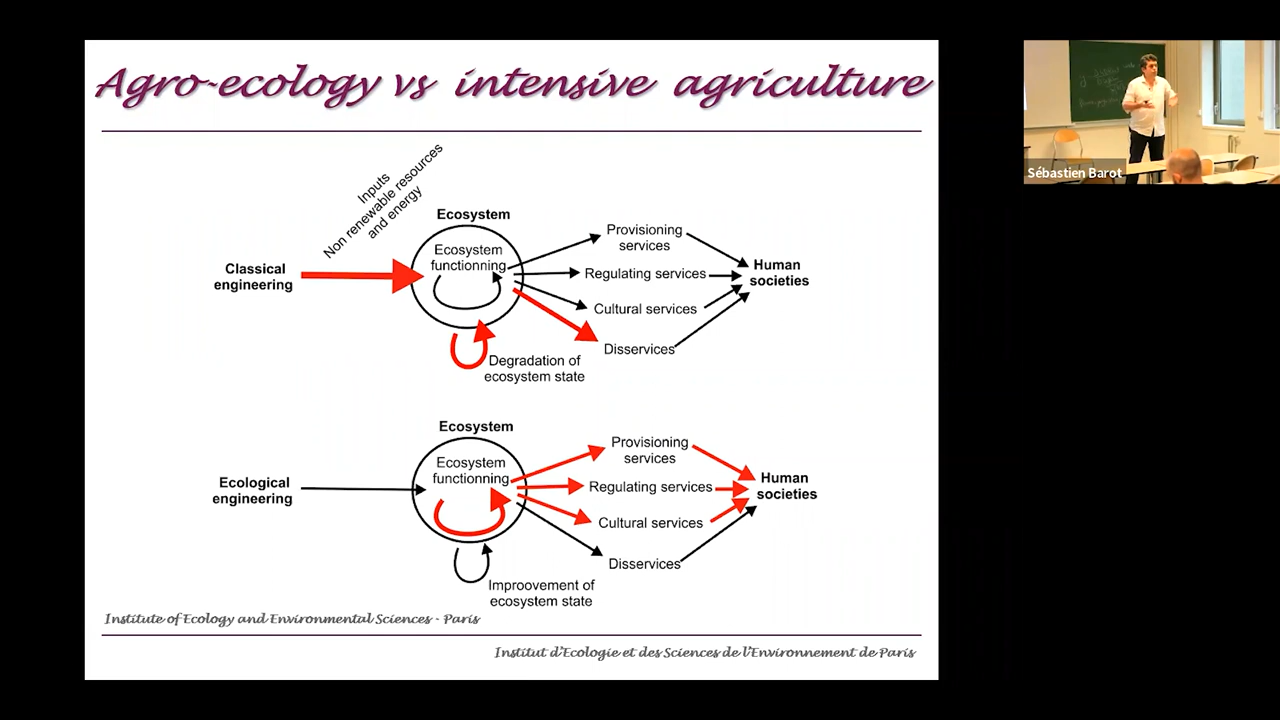 Agro-ecology vs intensive agriculture
Inputs
Non renewable resources
and energy
Ecosystem
Ecosystem
functionning
Classical
engineering
Provisioning
services
Regulating services
Cultural services
Disservices
Human
societies
Degradation of
ecosystem state
Ecosystem
Ecosystem
functionning
Ecological
engineering
Provisioning
services
Regulating services
Cultural services
Disservices
Human
societies
Improovement of
ecosystem state
Institute of Ecology and Environmental Sciences - Paris
Institut d'Ecologie et des Sciences de l'Environnement de Paris
Sébastien Barot